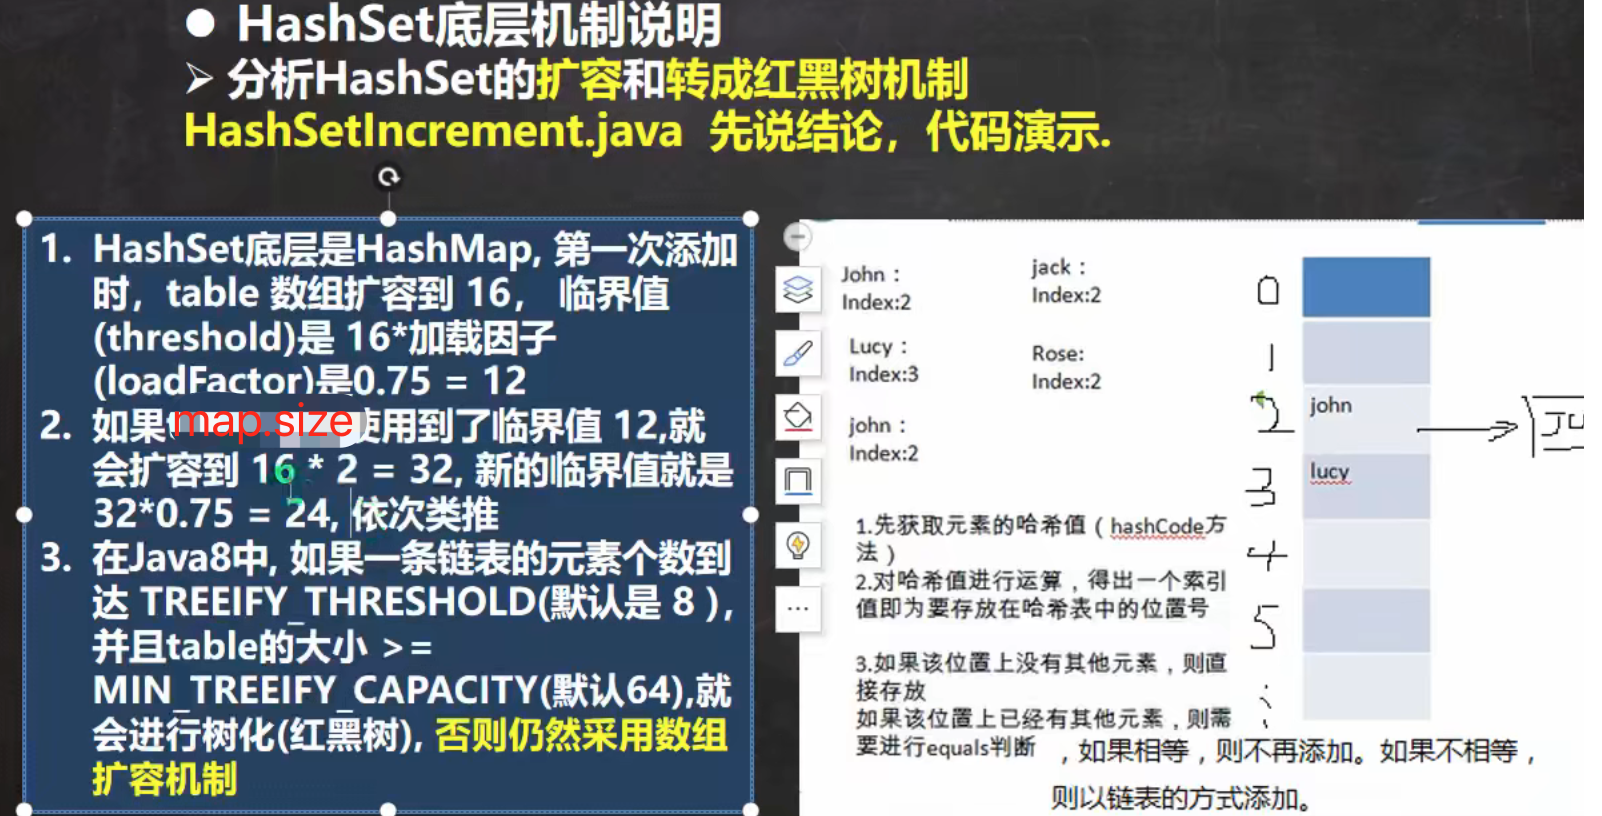 ● HashSet底层机制说明
➢ 分析HashSet的扩容和转成红黑树机制
HashSetIncrement.java 先说结论，代码演示.
1. HashSet底层是HashMap, 第一次添加
时，table 数组扩容到 16， 临界值
(threshold)是 16*加载因子
(loadFactor)是0.75 = 12
2. 如果map.size使用到了临界值 12,就
会扩容到 16 * 2 = 32, 新的临界值就是
32*0.75 = 24, 依次类推
3. 在Java8中, 如果一条链表的元素个数到
达 TREEIFY_THRESHOLD(默认是 8 )，
并且table的大小 >=
MIN_TREEIFY_CAPACITY(默认64),就
会进行树化(红黑树), 否则仍然采用数组
扩容机制
John：
Index:2
jack：
Index:2
Lucy：
Index:3
Rose:
Index:2
john：
Index:2
1.先获取元素的哈希值（hashCode方
法）
2.对哈希值进行运算，得出一个索引
值即为要存放在哈希表中的位置号
3.如果该位置上没有其他元素，则直
接存放
如果该位置上已经有其他元素，则需
要进行equals判断 ，如果相等，则不再添加。如果不相等，
则以链表的方式添加。
0
1
2 john
3 lucy
4
5